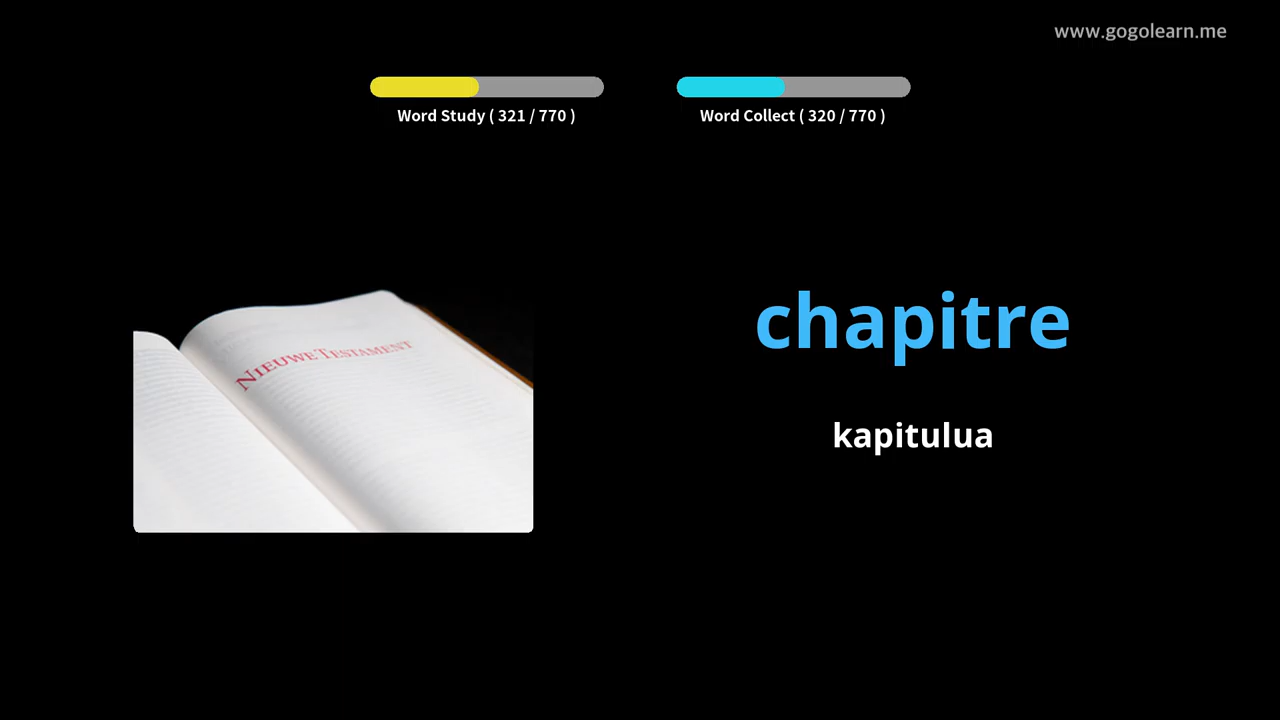 www.gogolearn.me
Word Study ( 321 / 770 )
Word Collect ( 320 / 770 )
NIEUWE TESTAMENT
chapitre
kapitulua